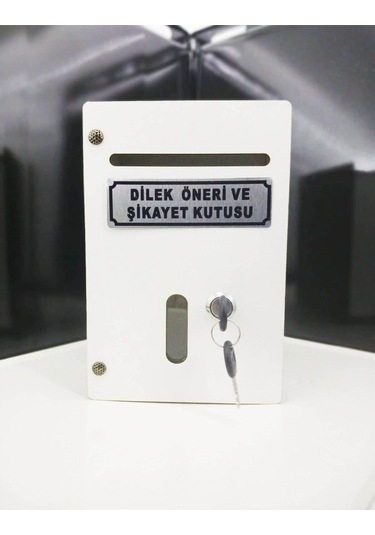 DİLEK ÖNERİ VE
ŞİKAYET KUTUSU